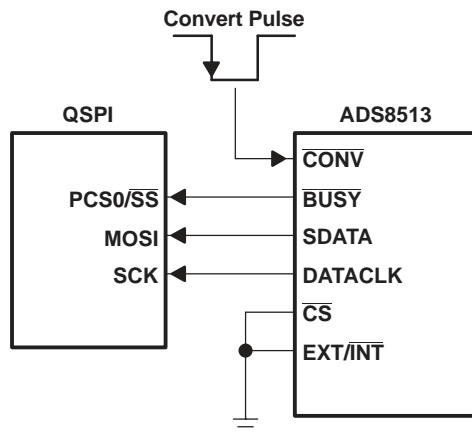 Convert Pulse
QSPI
ADS8513
CONV
PCS0/SS
BUSY
MOSI
SDATA
SCK
DATACLK
CS
EXT/INT